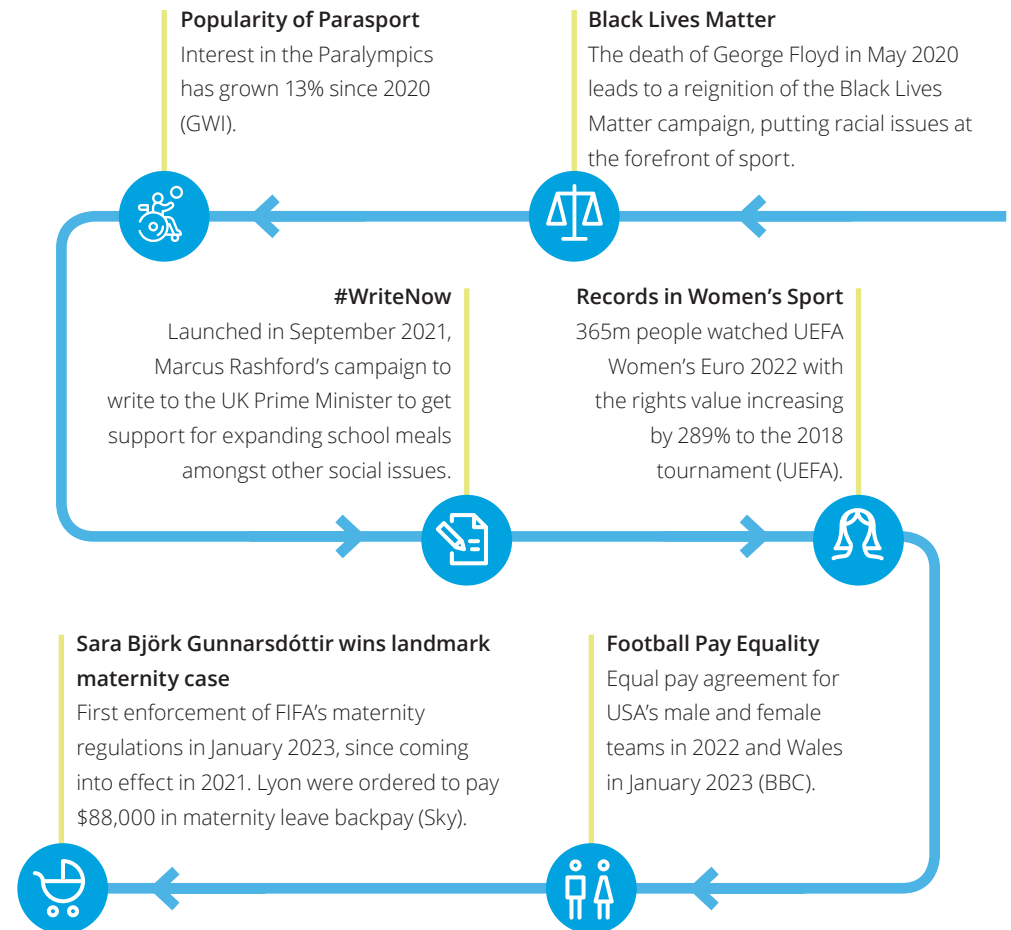 Popularity of Parasport
Interest in the Paralympics
has grown 13% since 2020
(GWI).
Black Lives Matter
The death of George Floyd in May 2020
leads to a reignition of the Black Lives
Matter campaign, putting racial issues at
the forefront of sport.
#WriteNow
Launched in September 2021,
Marcus Rashford’s campaign to
write to the UK Prime Minister to get
support for expanding school meals
amongst other social issues.
Records in Women’s Sport
365m people watched UEFA
Women’s Euro 2022 with
the rights value increasing
by 289% to the 2018
tournament (UEFA).
Sara Björk Gunnarsdóttir wins landmark
maternity case
First enforcement of FIFA’s maternity
regulations in January 2023, since coming
into effect in 2021. Lyon were ordered to pay
$88,000 in maternity leave backpay (Sky).
Football Pay Equality
Equal pay agreement for
USA’s male and female
teams in 2022 and Wales
in January 2023 (BBC).